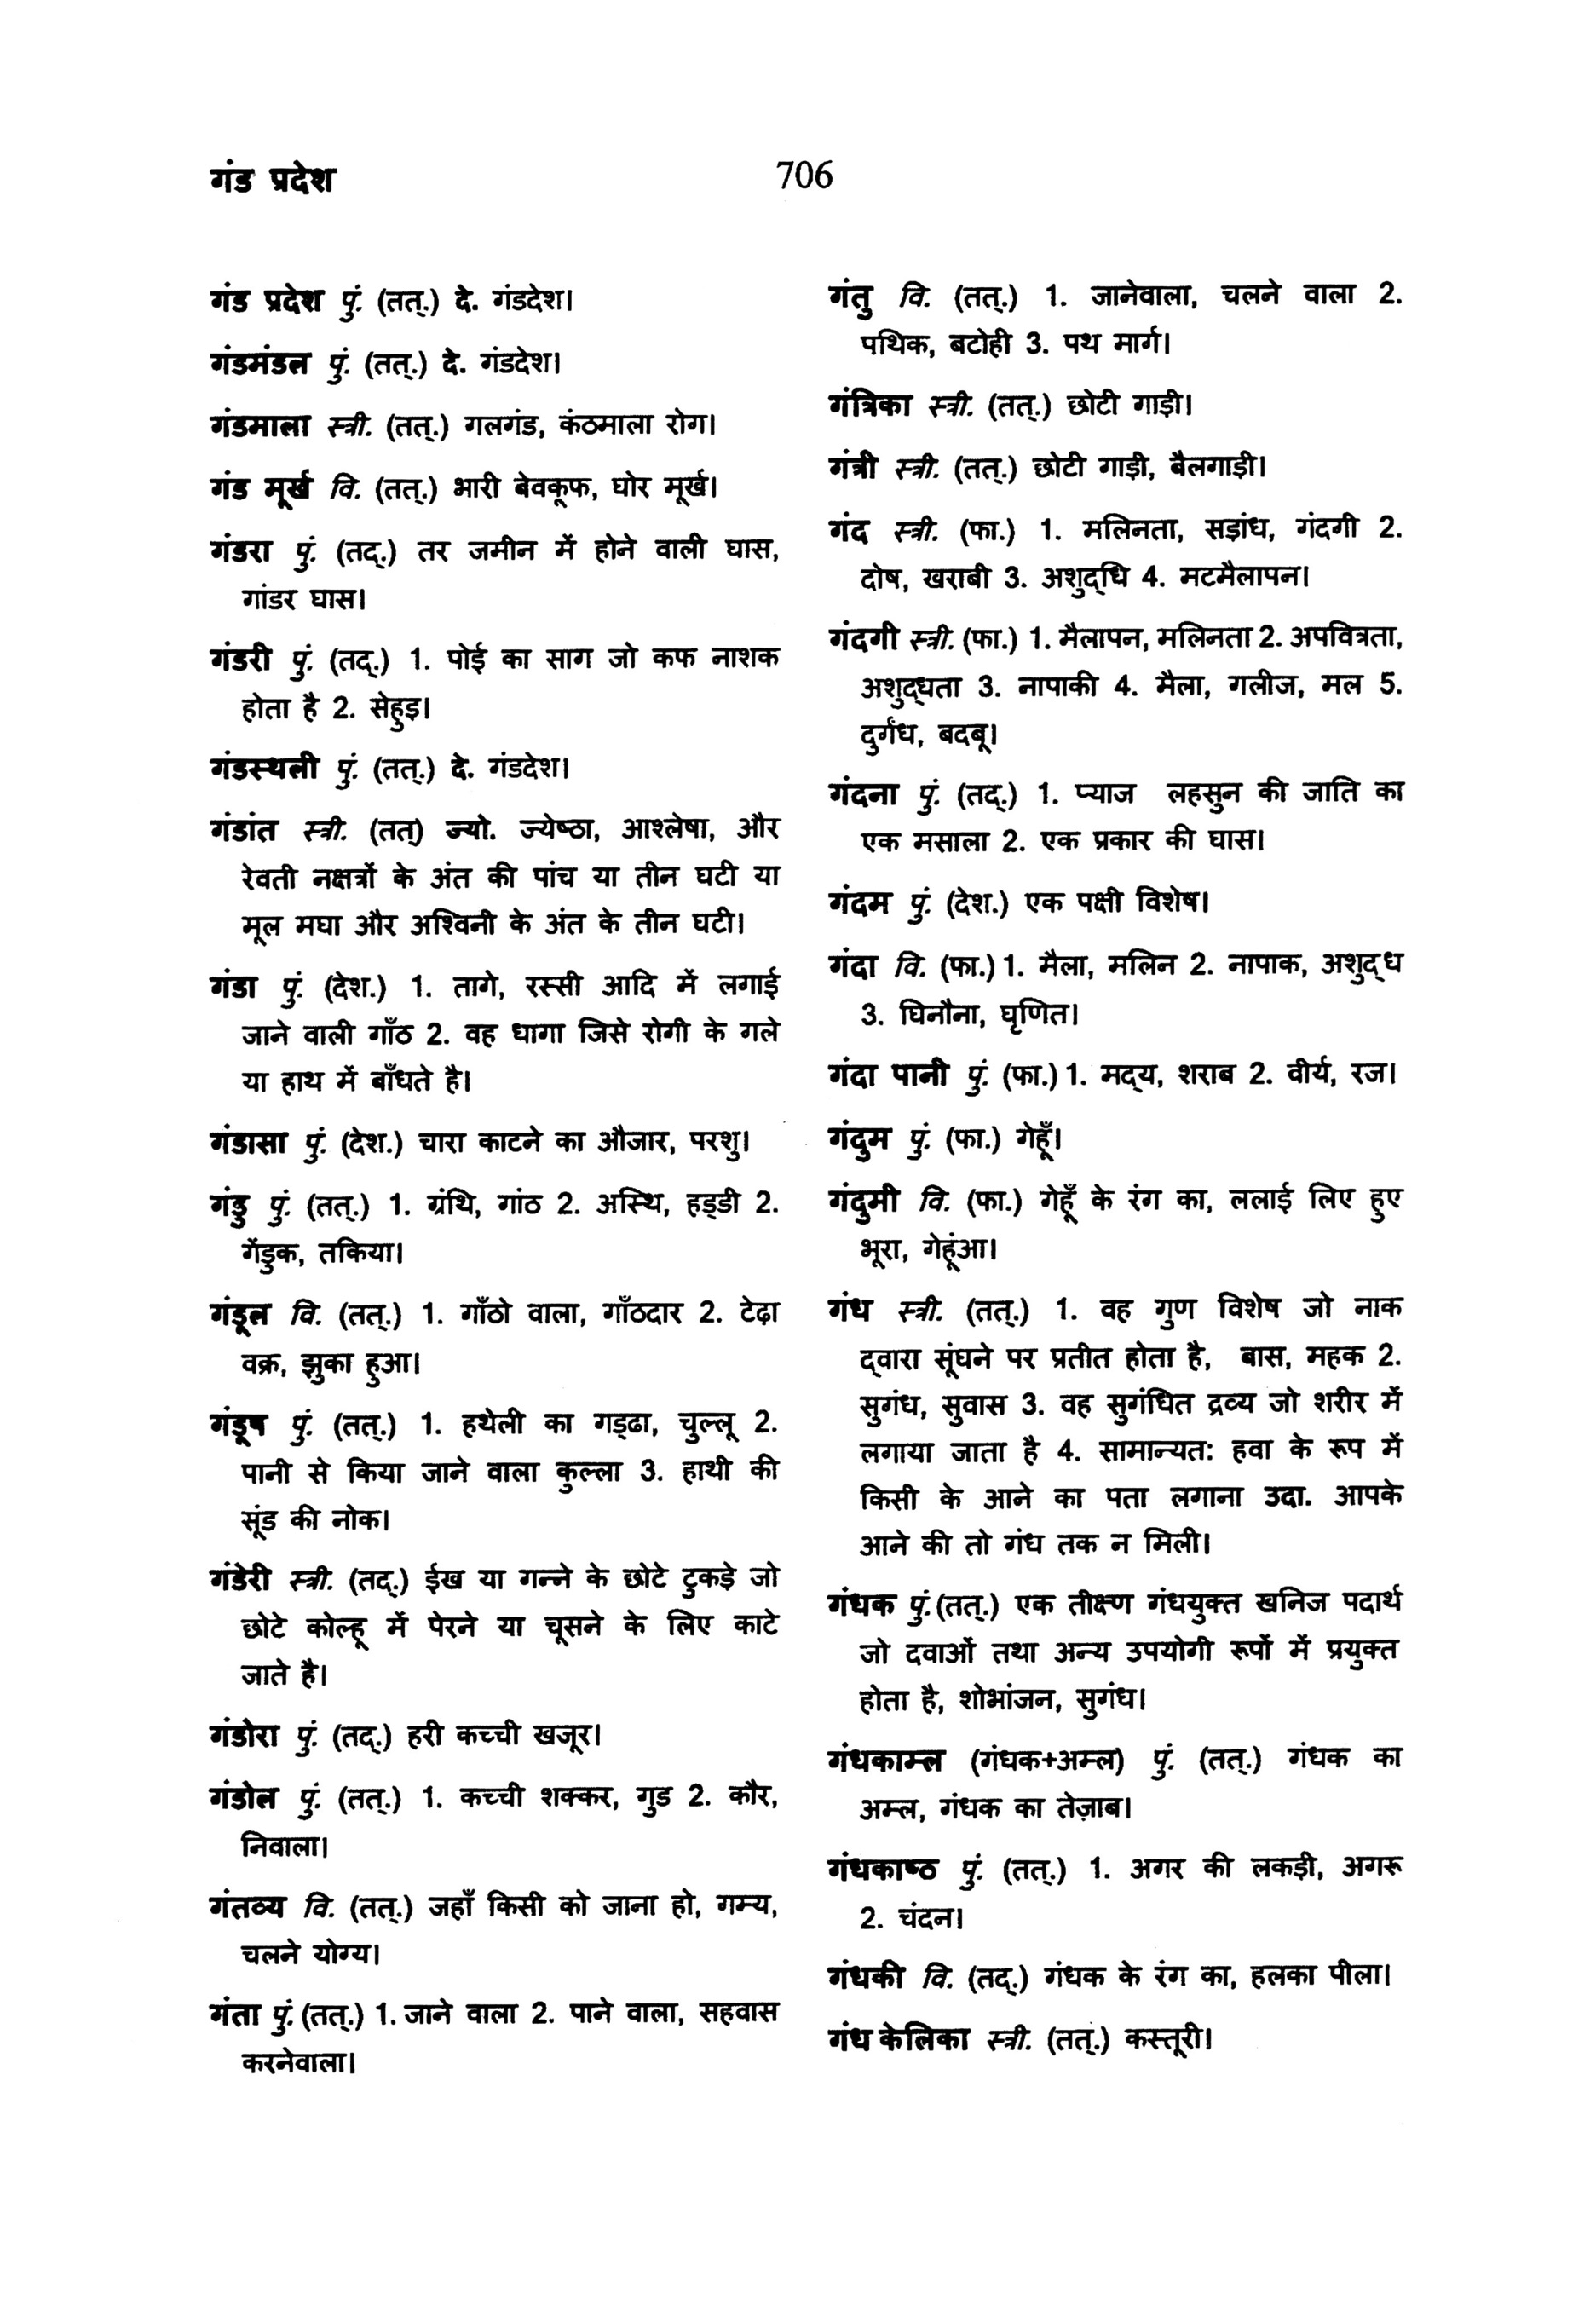 गंड प्रदेश
706
गंड प्रदेश पुं. (तत्.) दे. गंडदेश।
गंडमंडल पुं. (तत्.) दे. गंडदेश।
गंडमाला स्त्री. (तत्.) गलगंड, कंठमाला रोग।
गंड मूर्ख वि. (तत्.) भारी बेवकूफ, घोर मूर्ख।
गंडरा पुं. (तद्.) तर जमीन में होने वाली घास,
गांडर घास।
गंडरी पुं. (तद्.) 1. पोई का साग जो कफ नाशक
होता है 2. सेहुड़।
गंडस्थली पुं. (तत्.) दे. गंडदेश।
गंडांत स्त्री. (तत्) ज्यो. ज्येष्ठा, आश्लेषा, और
रेवती नक्षत्रों के अंत की पांच या तीन घटी या
मूल मघा और अश्विनी के अंत के तीन घटी।
गंडा पुं. (देश.) 1. तागे, रस्सी आदि में लगाई
जाने वाली गाँठ 2. वह धागा जिसे रोगी के गले
या हाथ में बाँधते है।
गंडासा पुं. (देश.) चारा काटने का औजार, परशु।
गंडु पुं. (तत्.) 1. ग्रंथि, गांठ 2. अस्थि, हड्डी 2.
गेंडुक, तकिया।
गंडूल वि. (तत्.) 1. गाँठो वाला, गाँठदार 2. टेढ़ा
वक्र, झुका हुआ।
गंडूष पुं. (तत्.) 1. हथेली का गड्ढा, चुल्लू 2.
पानी से किया जाने वाला कुल्ला 3. हाथी की
सूंड की नोक।
गंडेरी स्त्री. (तद्.) ईख या गन्ने के छोटे टुकड़े जो
छोटे कोल्हू में पेरने या चूसने के लिए काटे
जाते है।
गंडोरा पुं. (तद्.) हरी कच्ची खजूर।
गंडोल पुं. (तत्.) 1. कच्ची शक्कर, गुड 2. कौर,
निवाला।
गंतव्य वि. (तत्.) जहाँ किसी को जाना हो, गम्य,
चलने योग्य।
गंता पुं. (तत्.) 1. जाने वाला 2. पाने वाला, सहवास
करनेवाला।
गंतु वि. (तत्.) 1. जानेवाला, चलने वाला 2.
पथिक, बटोही 3. पथ मार्ग।
गंत्रिका स्त्री. (तत्.) छोटी गाड़ी।
गंत्री स्त्री. (तत्.) छोटी गाड़ी, बैलगाड़ी।
गंद स्त्री. (फा.) 1. मलिनता, सड़ांध, गंदगी 2.
दोष, खराबी 3. अशुद्धि 4. मटमैलापन।
गंदगी स्त्री. (फा.) 1. मैलापन, मलिनता 2. अपवित्रता,
अशुद्धता 3. नापाकी 4. मैला, गलीज, मल 5.
दुर्गंध, बदबू।
गंदना पुं. (तद्.) 1. प्याज लहसुन की जाति का
एक मसाला 2. एक प्रकार की घास।
गंदम पुं. (देश.) एक पक्षी विशेष।
गंदा वि. (फा.) 1. मैला, मलिन 2. नापाक, अशुद्ध
3. घिनौना, घृणित।
गंदा पानी पुं. (फा.) 1. मद्य, शराब 2. वीर्य, रज।
गंदुम पुं. (फा.) गेहूँ।
गंदुमी वि. (फा.) गेहूँ के रंग का, ललाई लिए हुए
भूरा, गेहूंआ।
गंध स्त्री. (तत्.) 1. वह गुण विशेष जो नाक
द्वारा सूंघने पर प्रतीत होता है, बास, महक 2.
सुगंध, सुवास 3. वह सुगंधित द्रव्य जो शरीर में
लगाया जाता है 4. सामान्यत: हवा के रूप में
किसी के आने का पता लगाना उदा. आपके
आने की तो गंध तक न मिली।
गंधक पुं. (तत्.) एक तीक्ष्ण गंधयुक्त खनिज पदार्थ
जो दवाओं तथा अन्य उपयोगी रूपों में प्रयुक्त
होता है, शोभांजन, सुगंध।
गंधकाम्ल (गंधक+अम्ल) पुं. (तत्.) गंधक का
अम्ल, गंधक का तेज़ाब।
गंधकाष्ठ पुं. (तत्.) 1. अगर की लकड़ी, अगरू
2. चंदन।
गंधकी वि. (तद्.) गंधक के रंग का, हलका पीला।
गंध केलिका स्त्री. (तत्.) कस्तूरी।